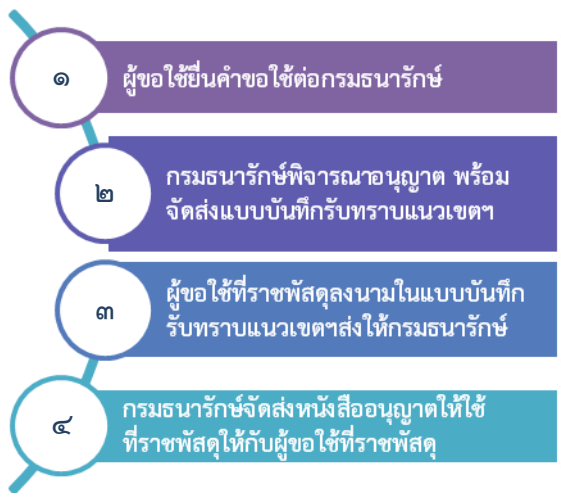 ๑
ผู้ขอใช้ยื่นคำขอใช้ต่อกรมธนารักษ์
๒
กรมธนารักษ์พิจารณาอนุญาต พร้อม
จัดส่งแบบบันทึกรับทราบแนวเขตฯ
๓
ผู้ขอใช้ที่ราชพัสดุลงนามในแบบบันทึก
รับทราบแนวเขตฯส่งให้กรมธนารักษ์
๔
กรมธนารักษ์จัดส่งหนังสืออนุญาตให้ใช้
ที่ราชพัสดุให้กับผู้ขอใช้ที่ราชพัสดุ